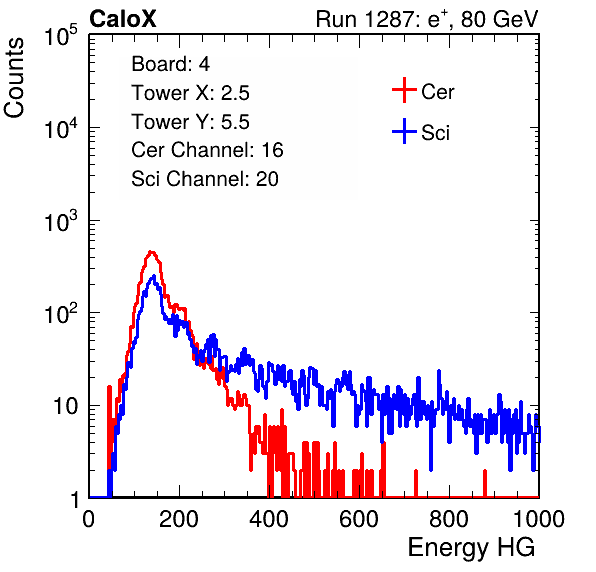 CaloX Run 1287: e⁺, 80 GeV
Counts
10⁵
10⁴
10³
10²
10
1
Board: 4
Tower X: 2.5
Tower Y: 5.5
Cer Channel: 16
Sci Channel: 20
Cer
Sci
0 200 400 600 800 1000
Energy HG